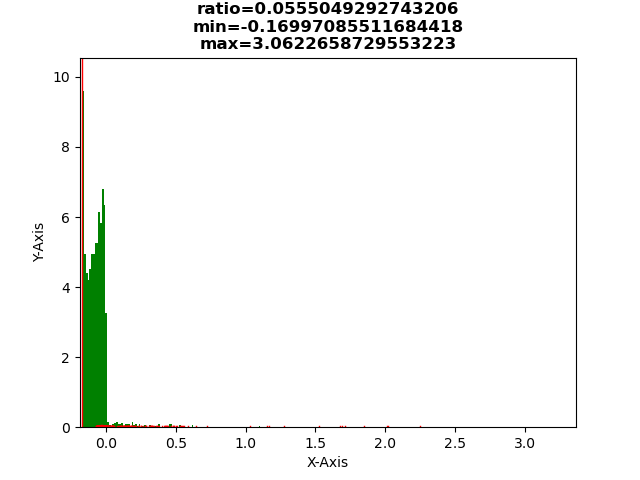 ratio=0.0555049292743206
min=-0.16997085511684418
max=3.0622658729553223
10
8
6
4
2
0
Y-Axis
0.0 0.5 1.0 1.5 2.0 2.5 3.0
X-Axis